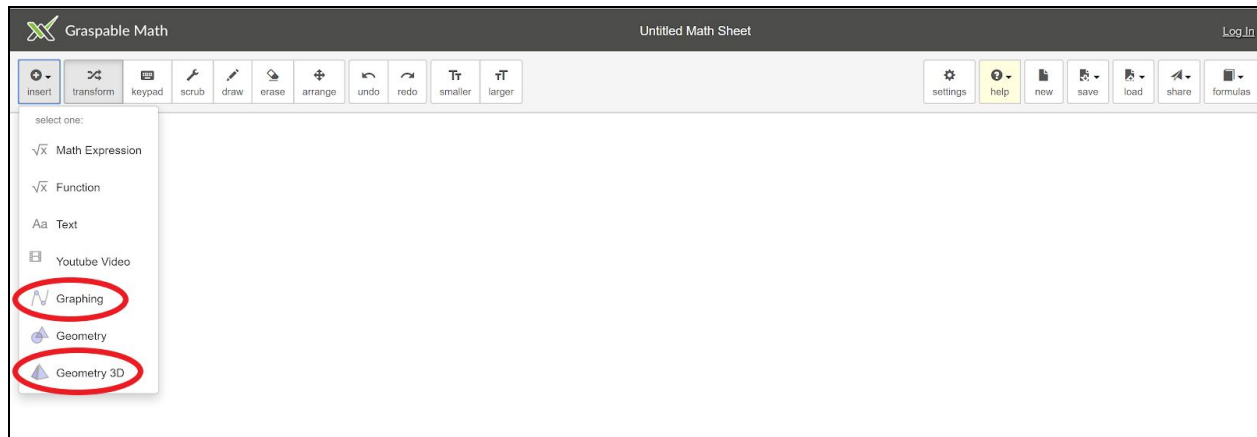 Graspable Math
Untitled Math Sheet
Log In
insert transform keypad scrub draw erase arrange undo redo smaller larger settings help new save load share formulas
select one:
√x Math Expression
√x Function
Aa Text
Youtube Video
Graphing
Geometry
Geometry 3D